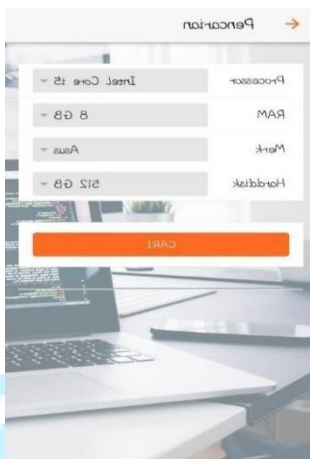 Pencarian
Processor Intel Core i5
RAM 8 GB
Merk Asus
Harddisk 512 GB
CARI